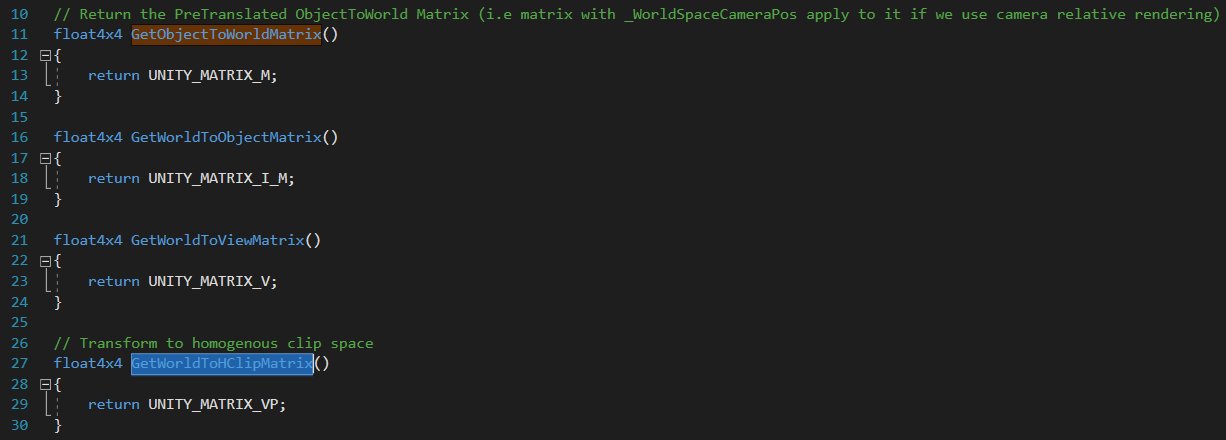 10 // Return the PreTranslated ObjectToWorld Matrix (i.e matrix with _WorldSpaceCameraPos apply to it if we use camera relative rendering)
11 float4x4 GetObjectToWorldMatrix()
12 {
13     return UNITY_MATRIX_M;
14 }
15
16 float4x4 GetWorldToObjectMatrix()
17 {
18     return UNITY_MATRIX_I_M;
19 }
20
21 float4x4 GetWorldToViewMatrix()
22 {
23     return UNITY_MATRIX_V;
24 }
25
26 // Transform to homogenous clip space
27 float4x4 GetWorldToHClipMatrix()
28 {
29     return UNITY_MATRIX_VP;
30 }